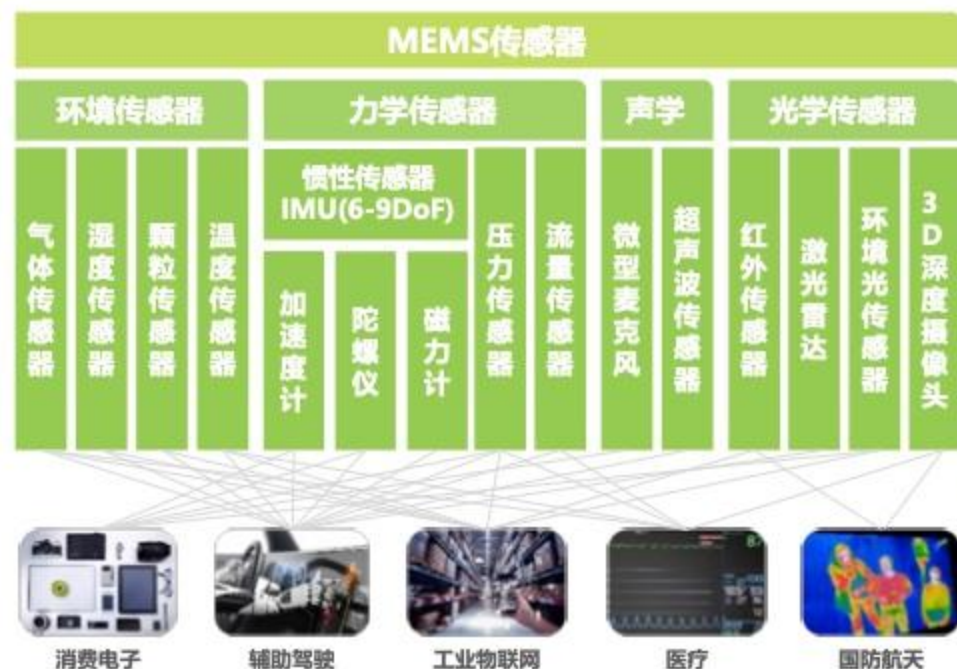 MEMS传感器
环境传感器
力学传感器
声学
光学传感器
气体传感器
湿度传感器
颗粒传感器
温度传感器
惯性传感器
IMU(6-9DoF)
加速度计
陀螺仪
磁力计
压力传感器
流量传感器
微型麦克风
超声波传感器
红外传感器
激光雷达
环境光传感器
3D深度摄像头
消费电子
辅助驾驶
工业物联网
医疗
国防航天